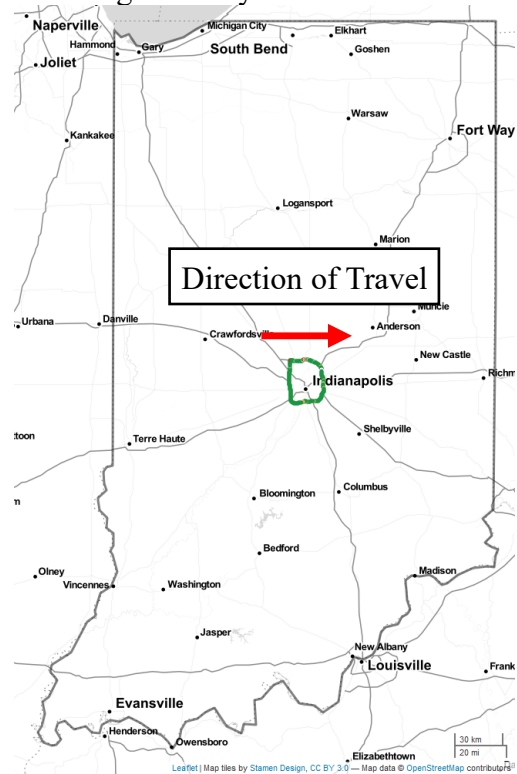 Naperville
Michigan City
Elkhart
Hammond
Gary
South Bend
Goshen
Joliet
Warsaw
Kankakee
Fort Way
Logansport
Marion
Direction of Travel
Muncie
Urbana
Danville
Anderson
Crawfordsville
New Castle
Indianapolis
Richm
Shelbyville
toon
Terre Haute
Columbus
Bloomington
m
Bedford
Olney
Madison
Vincennes
Washington
Jasper
New Albany
Louisville
Frank
Evansville
Henderson
Owensboro
30 km
20 mi
Elizabethtown
Leaflet | Map tiles by Stamen Design, CC BY 3.0 — Map data © OpenStreetMap contributors